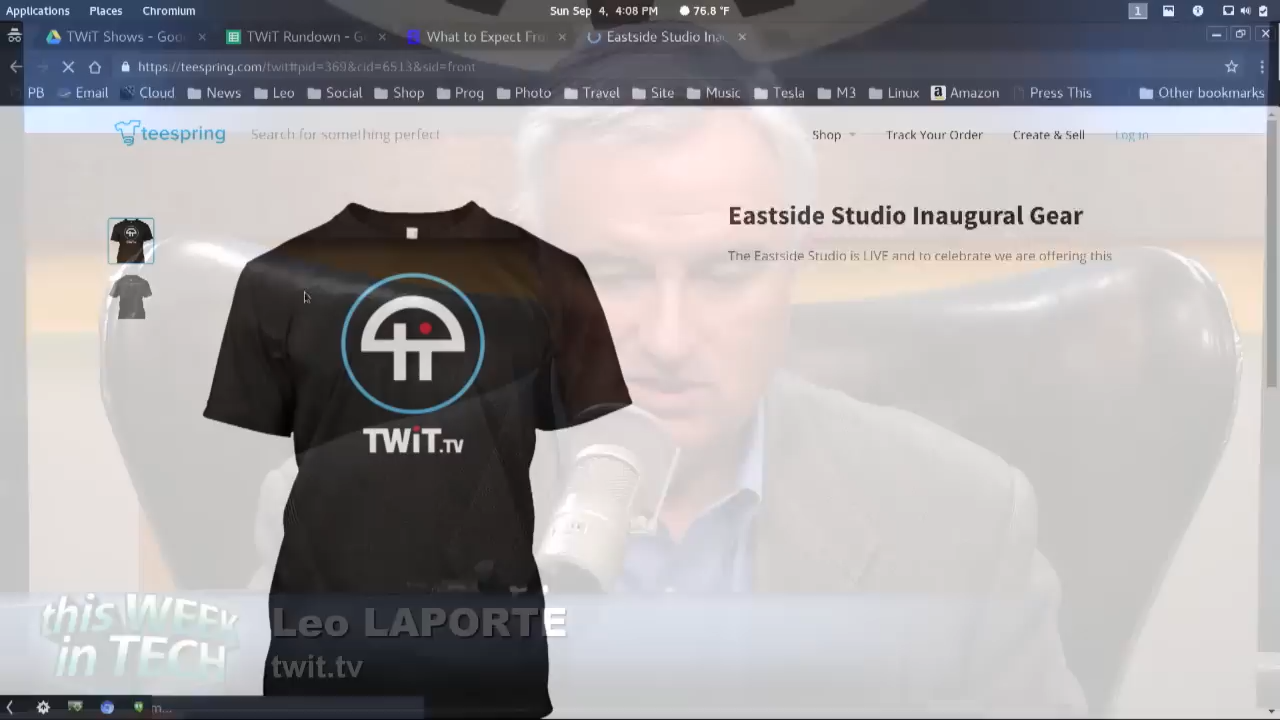 Applications Places Chromium Sun Sep 4, 4:08 PM 76.8 °F 1
TWiT Shows - Goo TWiT Rundown - G What to Expect Fro Eastside Studio Ina
https://teespring.com/twit#pid=369&cid=6513&sid=front
PB Email Cloud News Leo Social Shop Prog Photo Travel Site Music Tesla M3 Linux Amazon Press This Other bookmarks
teespring Search for something perfect Shop Track Your Order Create & Sell Log in
Eastside Studio Inaugural Gear
The Eastside Studio is LIVE and to celebrate we are offering this
TWiT.TV
this WEEK
in TECH
Leo LAPORTE
twit.tv
m...